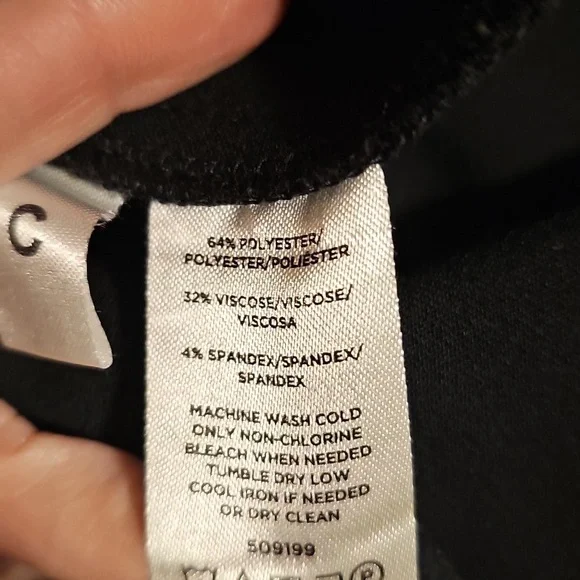 C
64% POLYESTER/
POLYESTER/POLIESTER
32% VISCOSE/VISCOSE/
VISCOSA
4% SPANDEX/SPANDEX/
SPANDEX
MACHINE WASH COLD
ONLY NON-CHLORINE
BLEACH WHEN NEEDED
TUMBLE DRY LOW
COOL IRON IF NEEDED
OR DRY CLEAN
509199
P